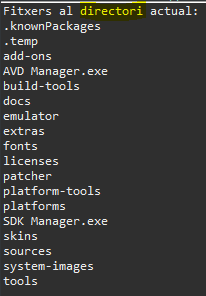 Fitxers al directori actual:
.knownPackages
.temp
add-ons
AVD Manager.exe
build-tools
docs
emulator
extras
fonts
licenses
patcher
platform-tools
platforms
SDK Manager.exe
skins
sources
system-images
tools